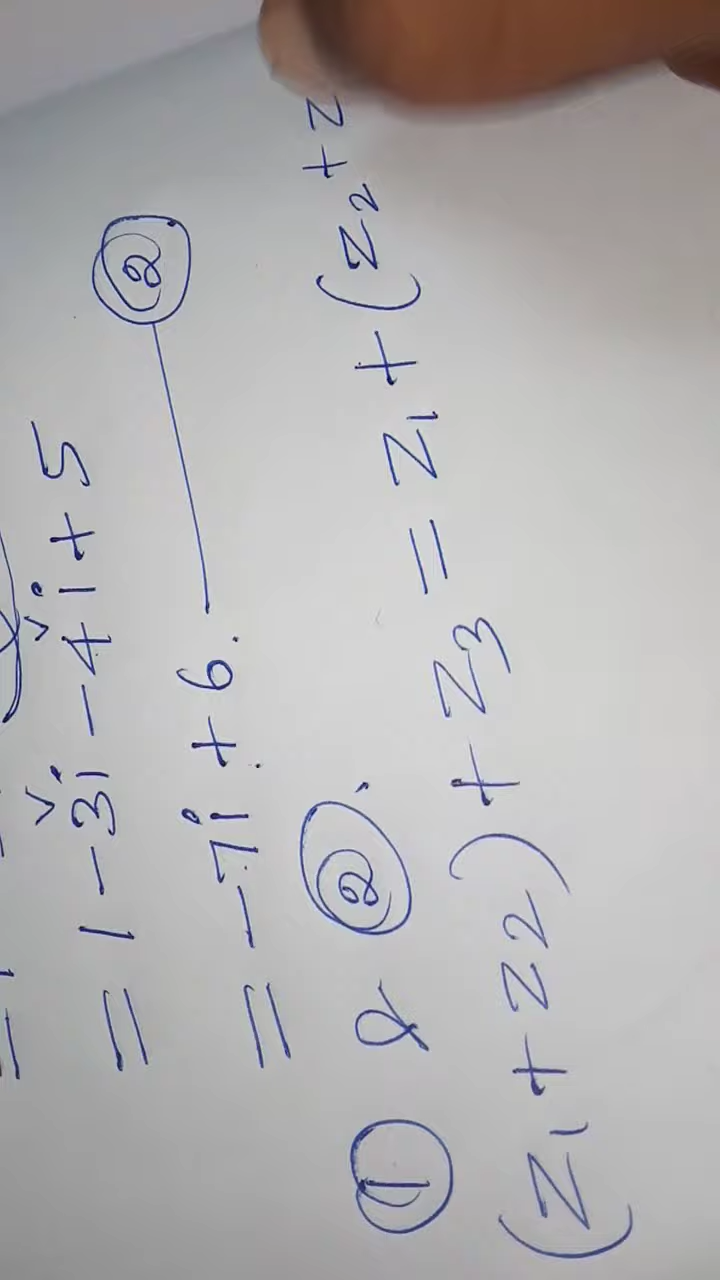 = 1 - 3i - 4i + 5
= -7i + 6. — 2
1 & 2
(z1 + z2) + z3 = z1 + (z2 + z